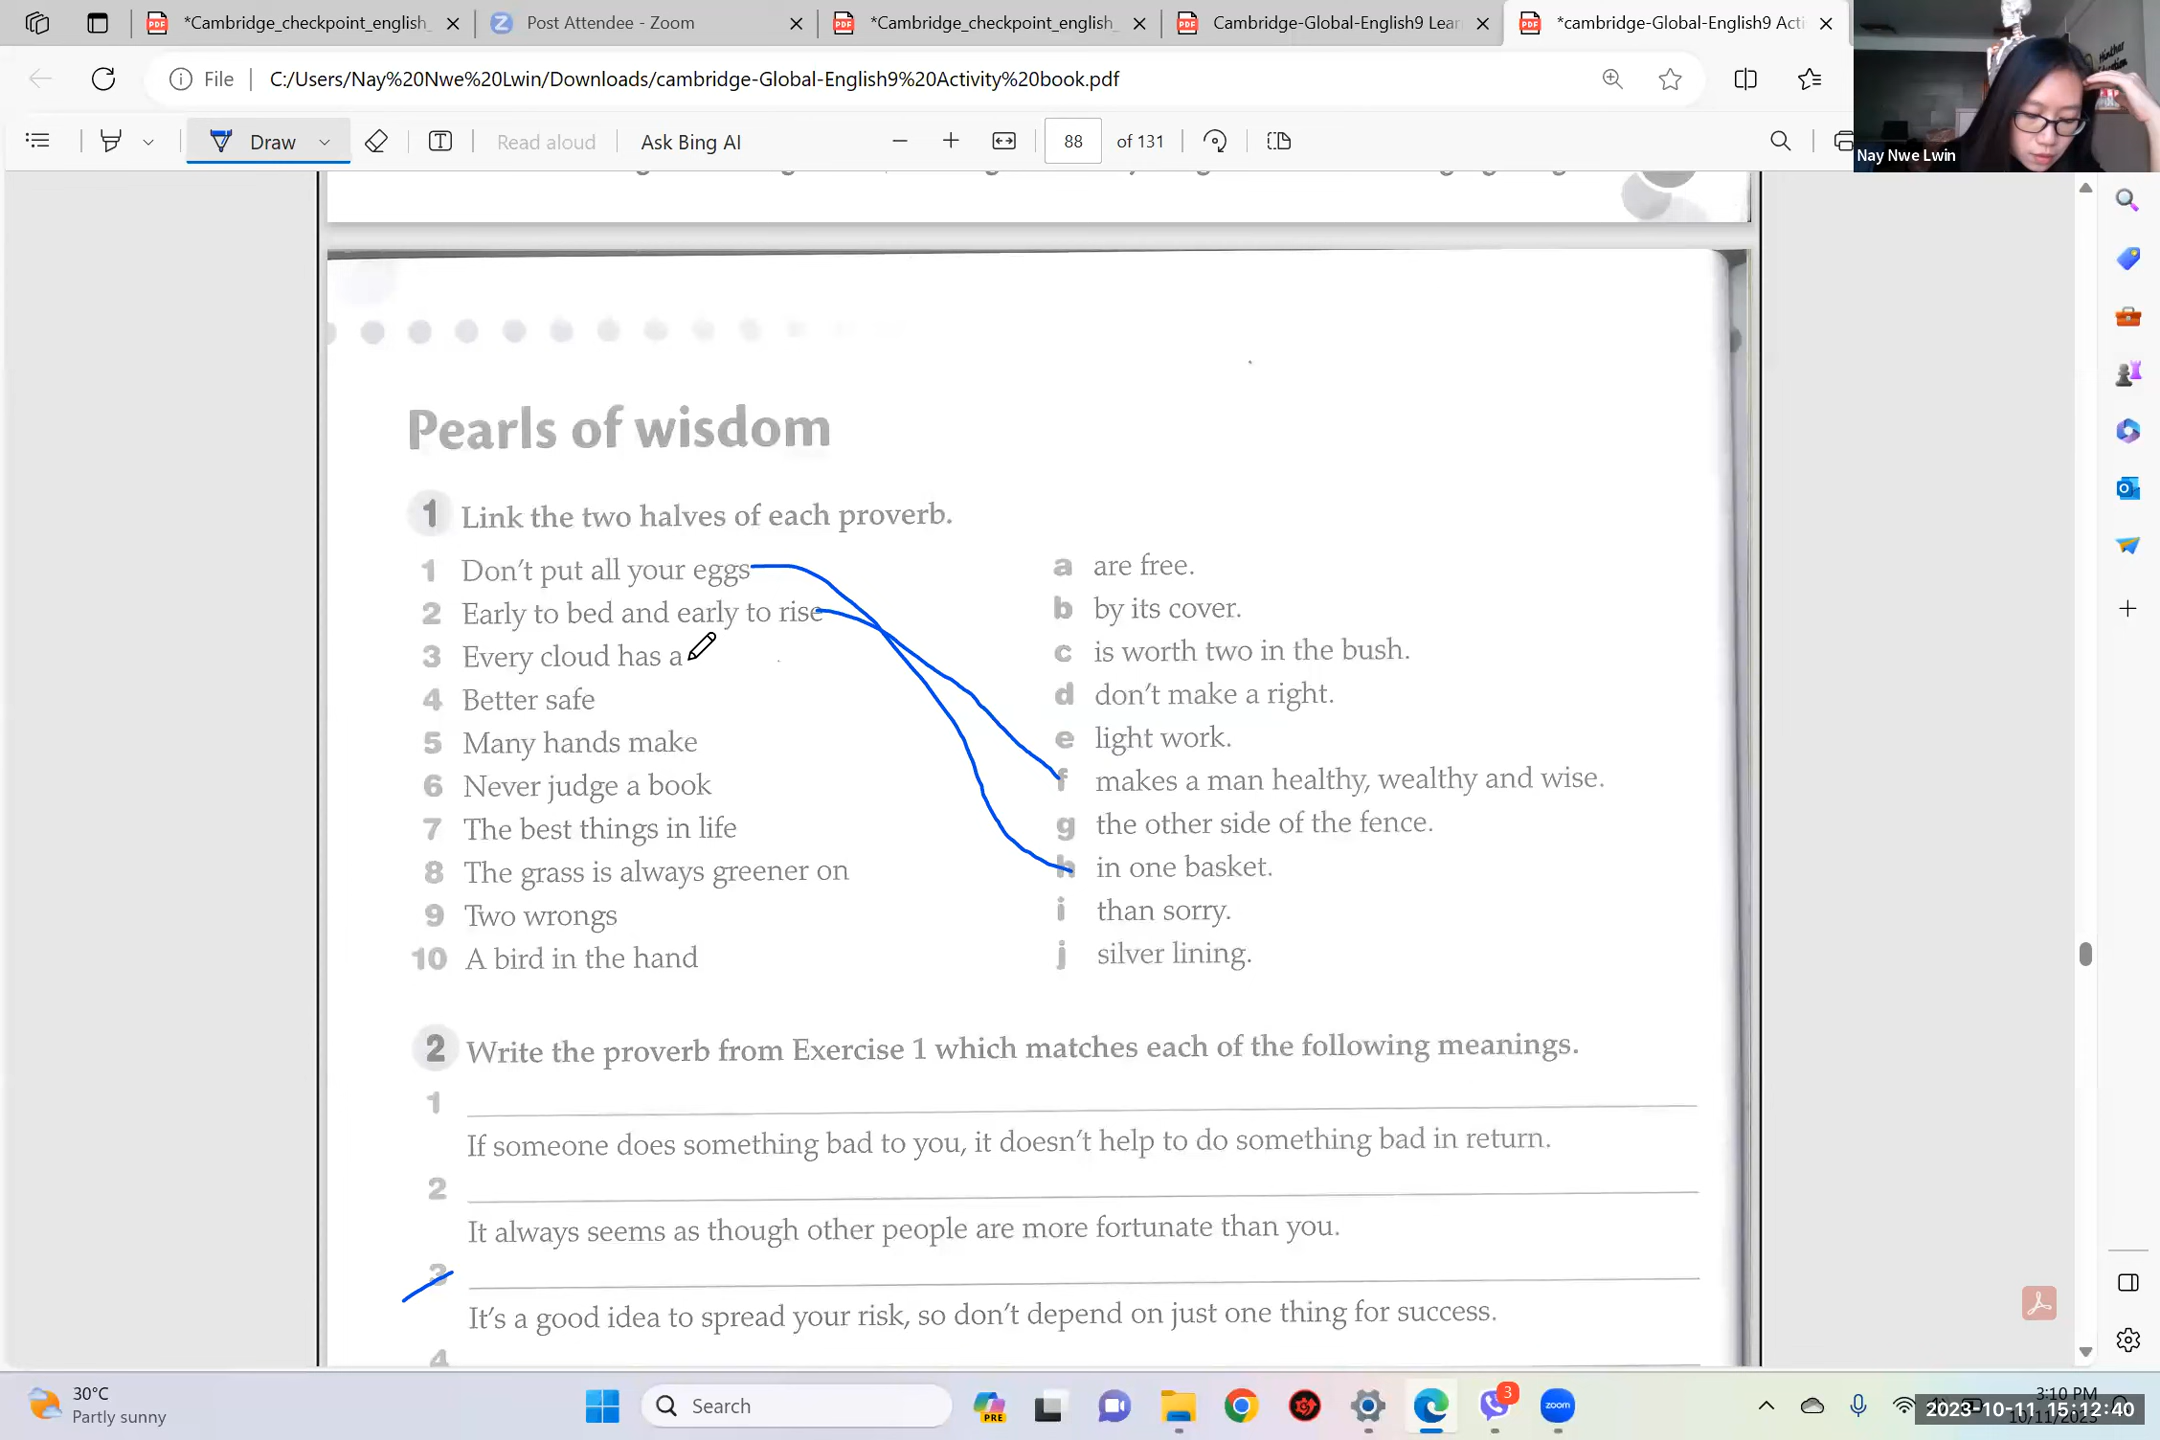 *Cambridge_checkpoint_english_
Post Attendee - Zoom
*Cambridge_checkpoint_english_
Cambridge-Global-English9 Lear
*cambridge-Global-English9 Acti
File
C:/Users/Nay%20Nwe%20Lwin/Downloads/cambridge-Global-English9%20Activity%20book.pdf
Draw
Read aloud
Ask Bing AI
88 of 131
Nay Nwe Lwin
Pearls of wisdom
1 Link the two halves of each proverb.
1 Don't put all your eggs
2 Early to bed and early to rise
3 Every cloud has a
4 Better safe
5 Many hands make
6 Never judge a book
7 The best things in life
8 The grass is always greener on
9 Two wrongs
10 A bird in the hand
a are free.
b by its cover.
c is worth two in the bush.
d don't make a right.
e light work.
f makes a man healthy, wealthy and wise.
g the other side of the fence.
h in one basket.
i than sorry.
j silver lining.
2 Write the proverb from Exercise 1 which matches each of the following meanings.
1
If someone does something bad to you, it doesn't help to do something bad in return.
2
It always seems as though other people are more fortunate than you.
3
It's a good idea to spread your risk, so don't depend on just one thing for success.
4
30°C
Partly sunny
Search
PRE
3
zoom
3:10 PM
2023-10-11 15:12:40